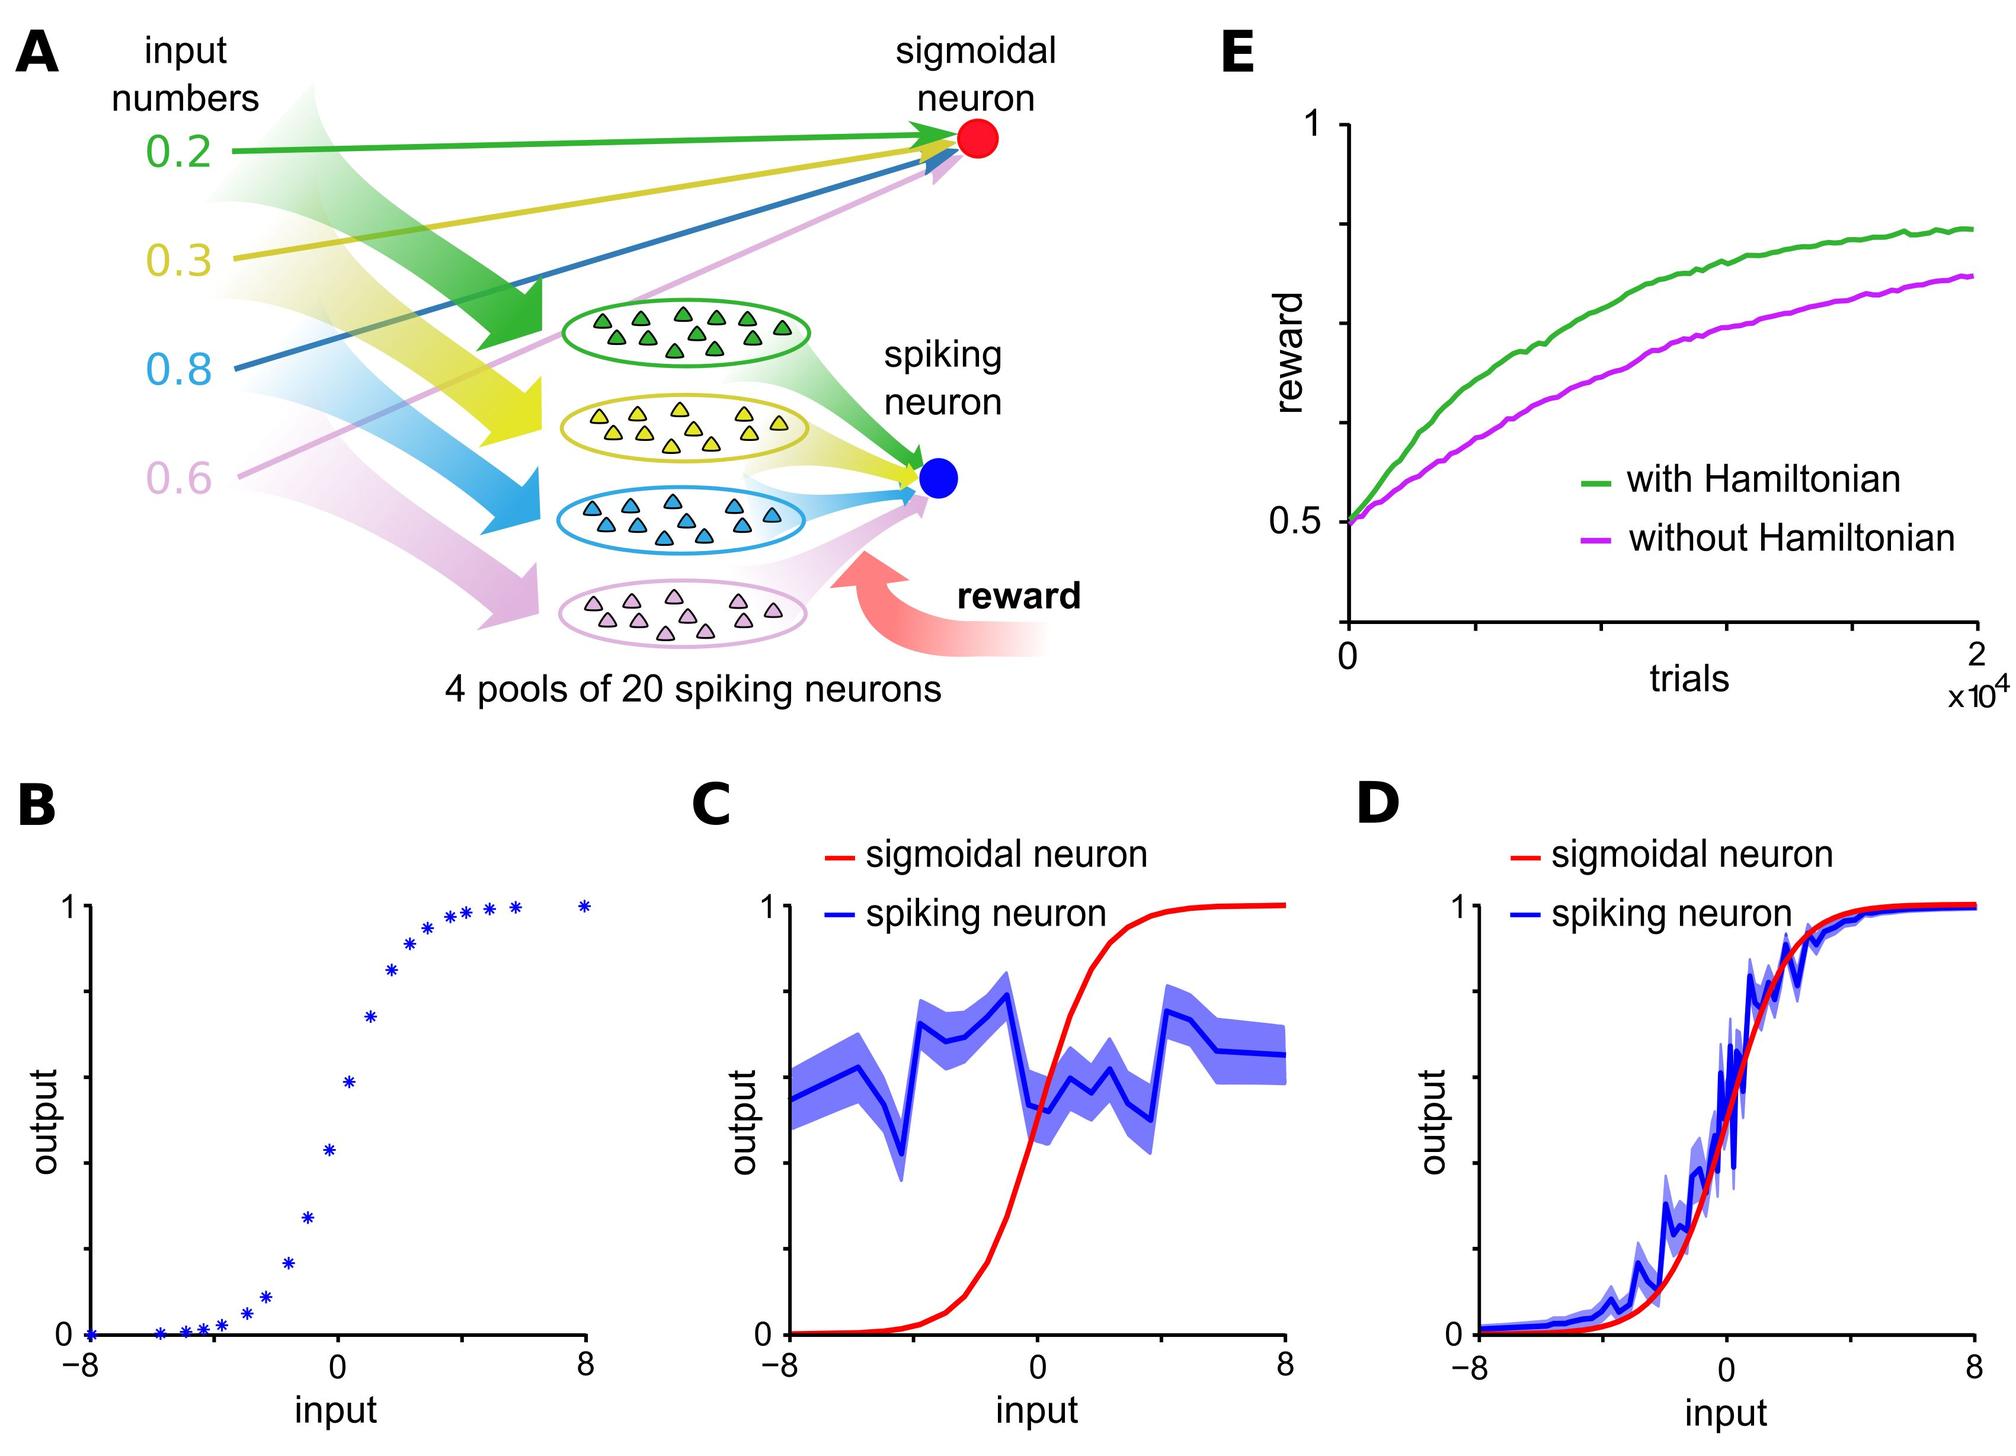 A
input
numbers
0.2
0.3
0.8
0.6
sigmoidal
neuron
spiking
neuron
reward
4 pools of 20 spiking neurons
E
1
0.5
reward
with Hamiltonian
without Hamiltonian
0
2
trials
x10⁴
B
1
0
output
−8
0
8
input
C
sigmoidal neuron
spiking neuron
1
0
output
−8
0
8
input
D
sigmoidal neuron
spiking neuron
1
0
output
−8
0
8
input